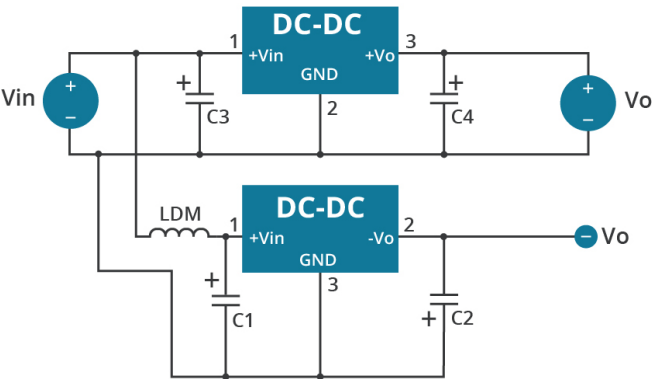 DC-DC
1
+Vin
+Vo
3
GND
2
+
−
Vin
+
C3
+
C4
+
−
Vo
DC-DC
LDM
1
+Vin
-Vo
2
GND
3
−
Vo
+
C1
+
C2